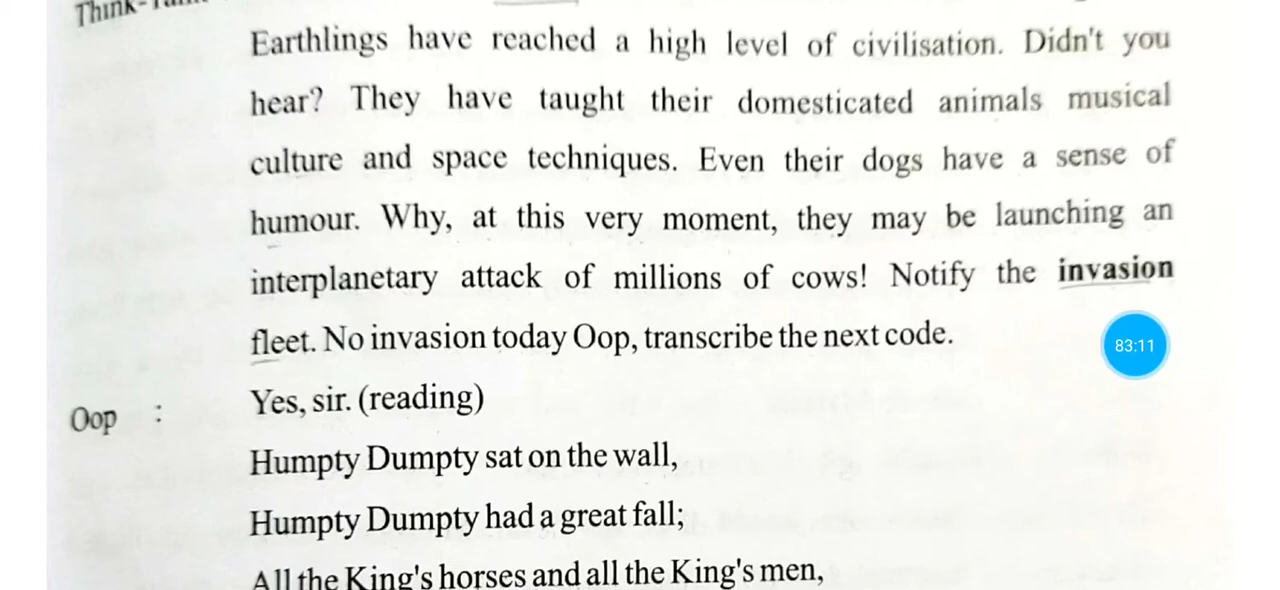 Think-
Earthlings have reached a high level of civilisation. Didn't you
hear? They have taught their domesticated animals musical
culture and space techniques. Even their dogs have a sense of
humour. Why, at this very moment, they may be launching an
interplanetary attack of millions of cows! Notify the invasion
fleet. No invasion today Oop, transcribe the next code.
83:11
Oop : Yes, sir. (reading)
Humpty Dumpty sat on the wall,
Humpty Dumpty had a great fall;
All the King's horses and all the King's men,